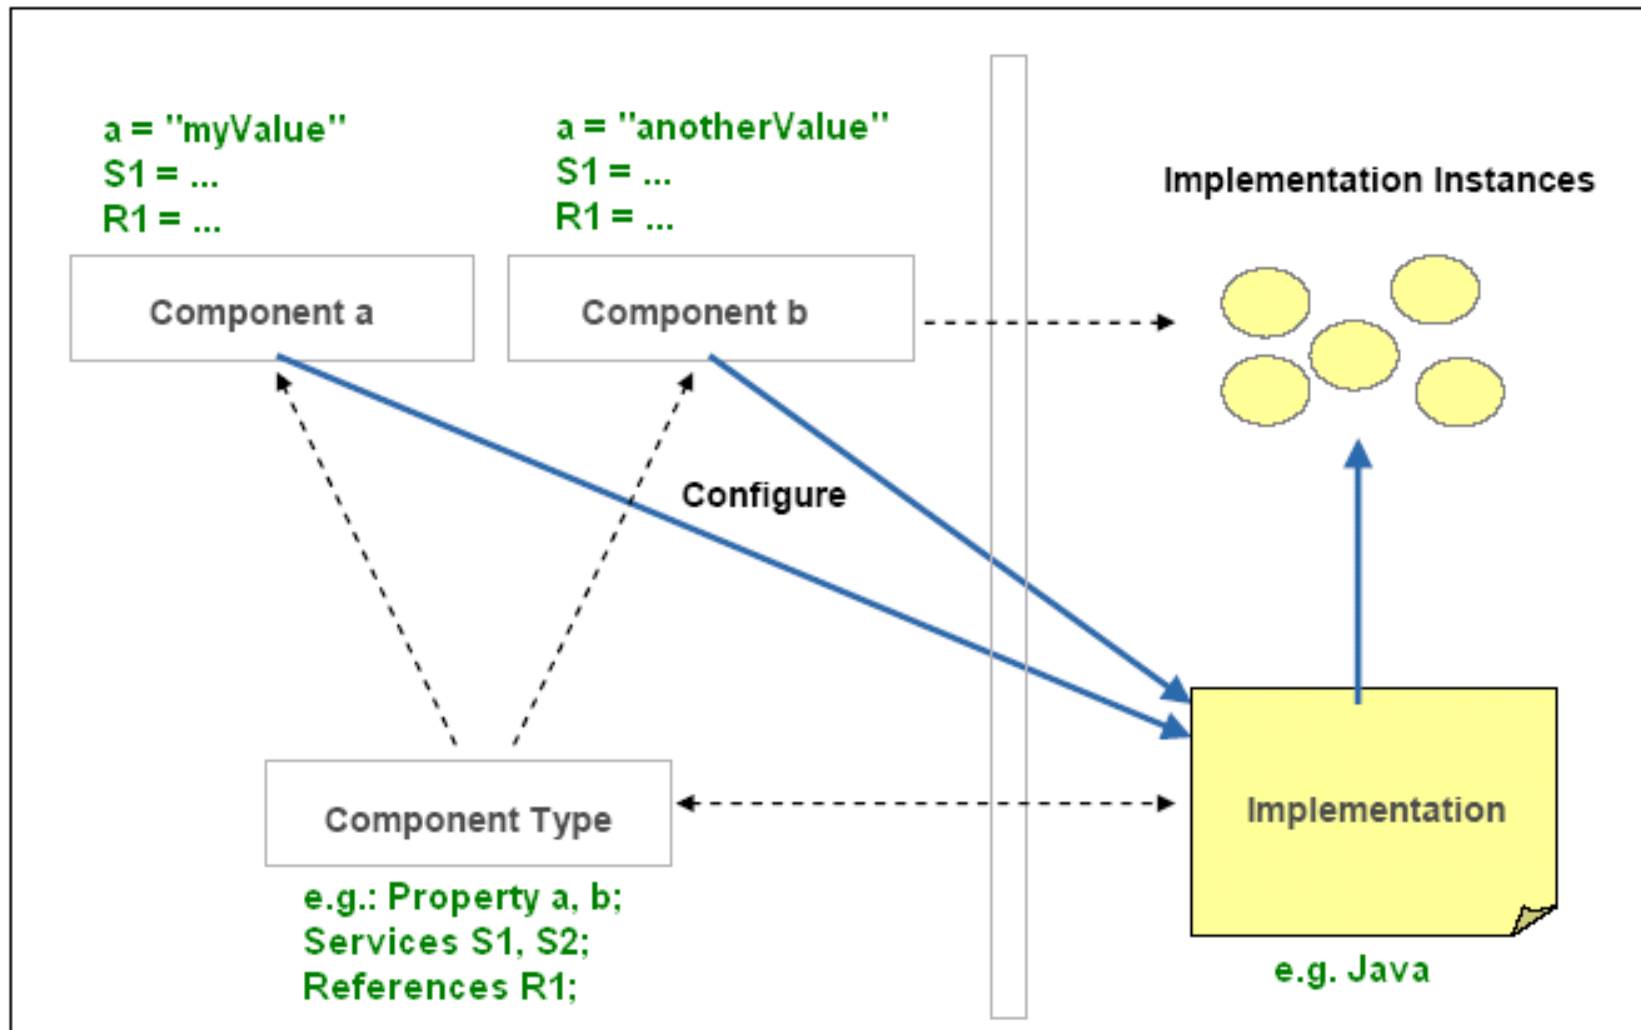 a = "myValue"
S1 = ...
R1 = ...
a = "anotherValue"
S1 = ...
R1 = ...
Implementation Instances
Component a
Component b
Configure
Component Type
Implementation
e.g.: Property a, b;
Services S1, S2;
References R1;
e.g. Java